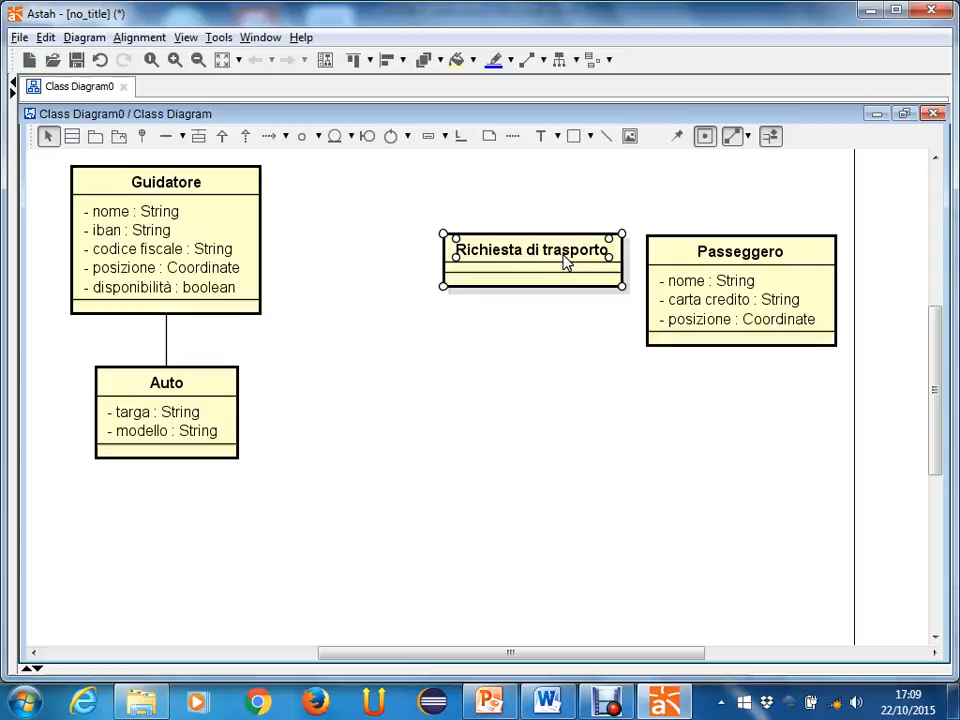 Astah - [no_title] (*)
File Edit Diagram Alignment View Tools Window Help
Class Diagram0
Class Diagram0 / Class Diagram
Guidatore
- nome : String
- iban : String
- codice fiscale : String
- posizione : Coordinate
- disponibilità : boolean
Richiesta di trasporto
Passeggero
- nome : String
- carta credito : String
- posizione : Coordinate
Auto
- targa : String
- modello : String
17:09
22/10/2015